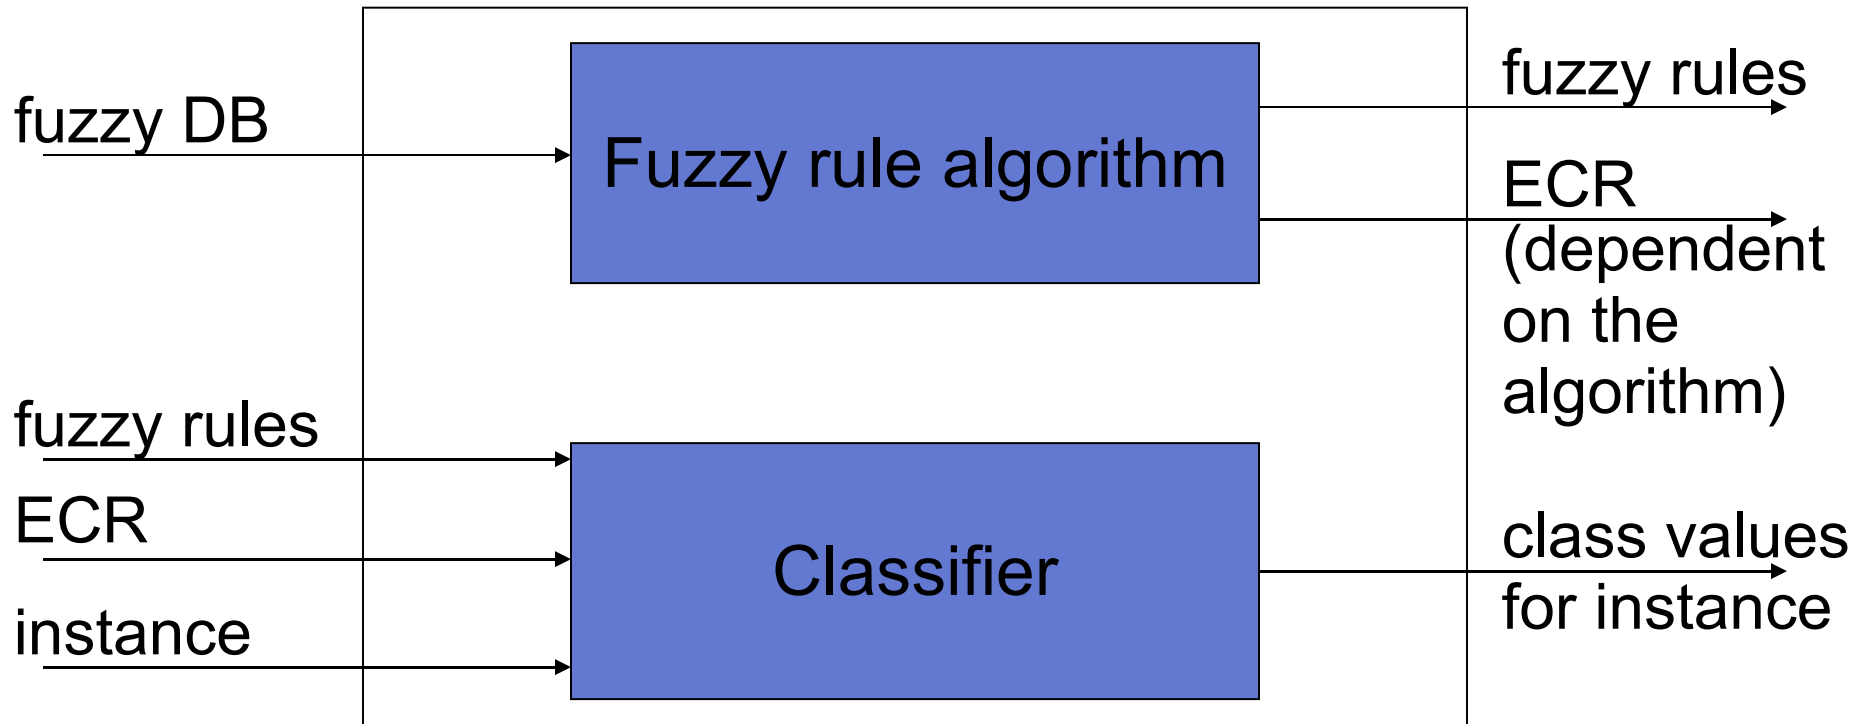 fuzzy DB
Fuzzy rule algorithm
fuzzy rules
ECR
(dependent
on the
algorithm)
fuzzy rules
ECR
instance
Classifier
class values
for instance